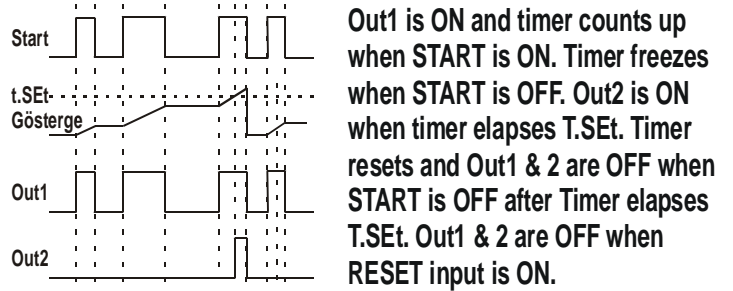 Start
t.SEt
Gösterge
Out1
Out2
Out1 is ON and timer counts up
when START is ON. Timer freezes
when START is OFF. Out2 is ON
when timer elapses T.SEt. Timer
resets and Out1 & 2 are OFF when
START is OFF after Timer elapses
T.SEt. Out1 & 2 are OFF when
RESET input is ON.